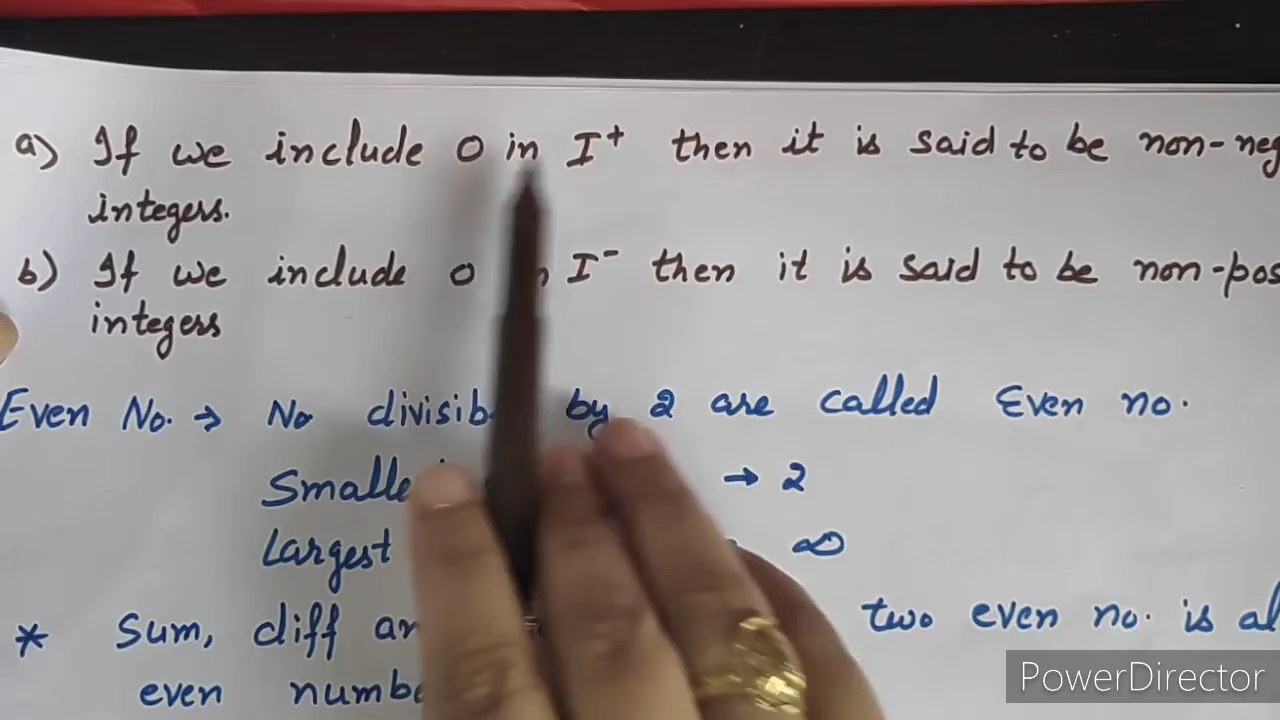 a) If we include 0 in I+ then it is said to be non-neg
integers.
b) If we include 0 I- then it is said to be non-pos
integers
Even No. → No divisib by 2 are called Even no.
Smalle → 2
Largest ∞
* Sum, diff an two even no. is al
even numbe
PowerDirector